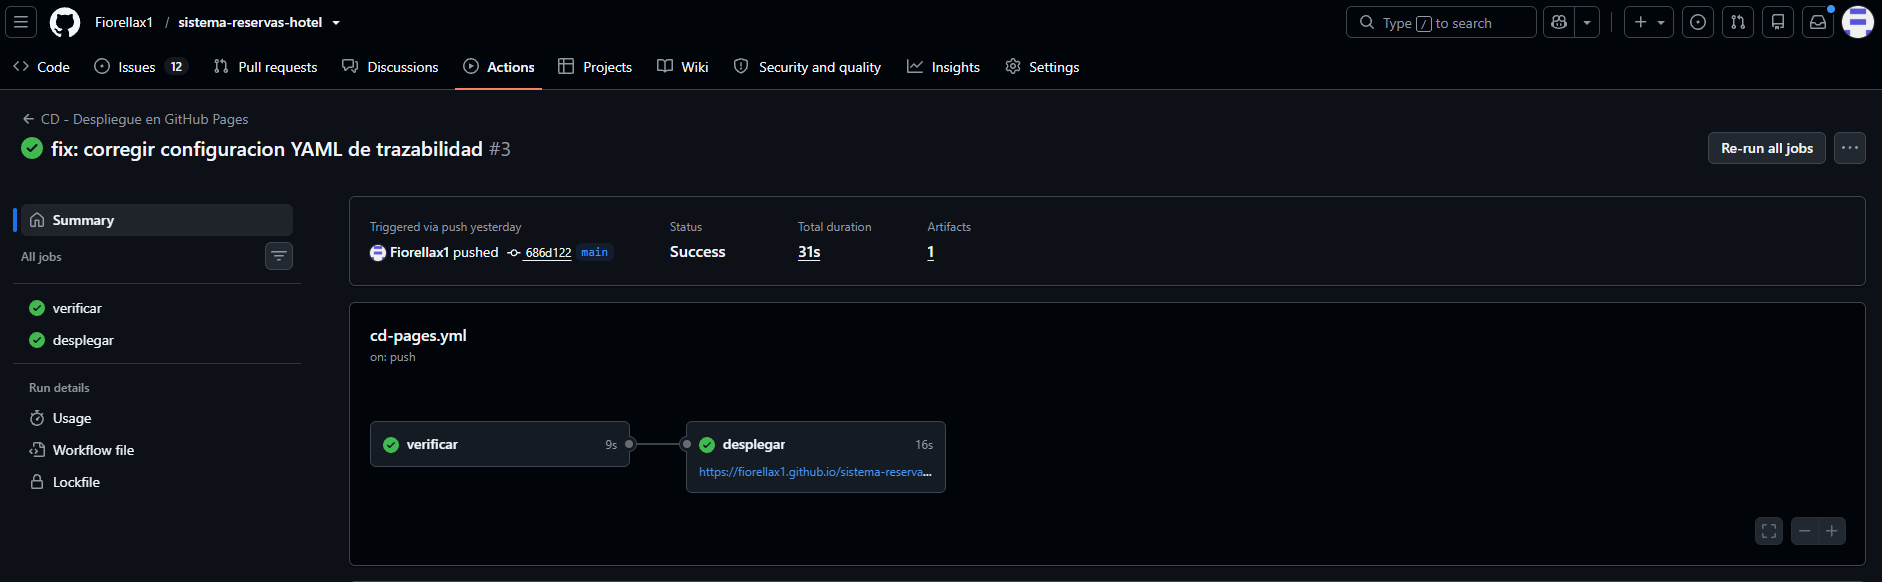 Fiorellax1 / sistema-reservas-hotel
Type / to search
Code
Issues 12
Pull requests
Discussions
Actions
Projects
Wiki
Security and quality
Insights
Settings
CD - Despliegue en GitHub Pages
fix: corregir configuracion YAML de trazabilidad #3
Re-run all jobs
Summary
All jobs
verificar
desplegar
Run details
Usage
Workflow file
Lockfile
Triggered via push yesterday
Fiorellax1 pushed 686d122 main
Status
Success
Total duration
31s
Artifacts
1
cd-pages.yml
on: push
verificar 9s
desplegar 16s
https://fiorellax1.github.io/sistema-reserva...